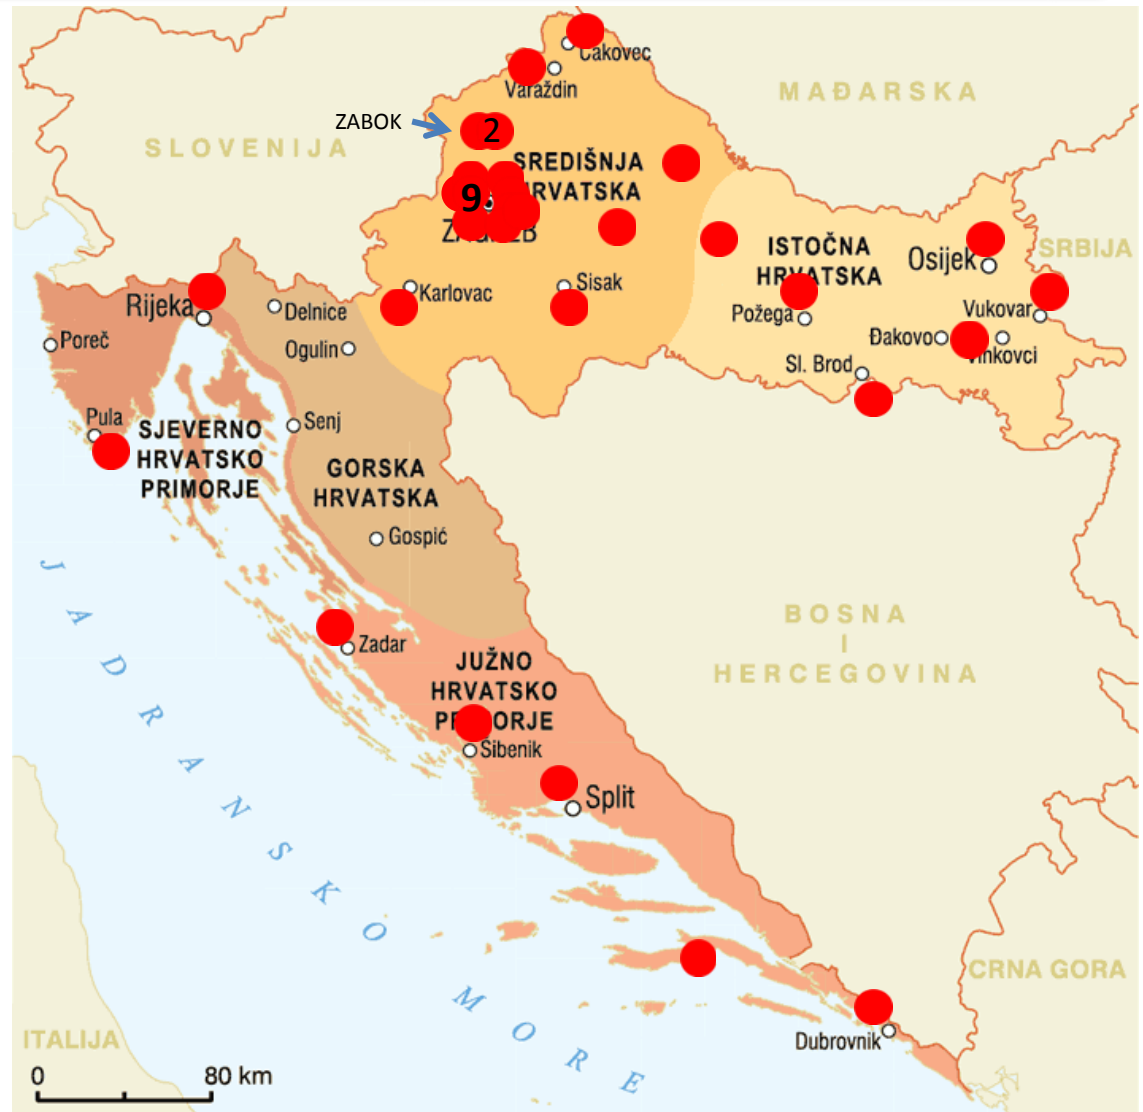 Čakovec
Varaždin
MAĐARSKA
ZABOK
2
SLOVENIJA
SREDIŠNJA
HRVATSKA
9
ZAGREB
ISTOČNA
HRVATSKA
Osijek
SRBIJA
Karlovac
Sisak
Rijeka
Delnice
Požega
Vukovar
Poreč
Ogulin
Đakovo
Vinkovci
Sl. Brod
Pula
Senj
SJEVERNO
HRVATSKO
PRIMORJE
GORSKA
HRVATSKA
Gospić
JADRANSKO MORE
BOSNA
I
HERCEGOVINA
Zadar
JUŽNO
HRVATSKO
PRIMORJE
Šibenik
Split
CRNA GORA
ITALIJA
Dubrovnik
0 80 km